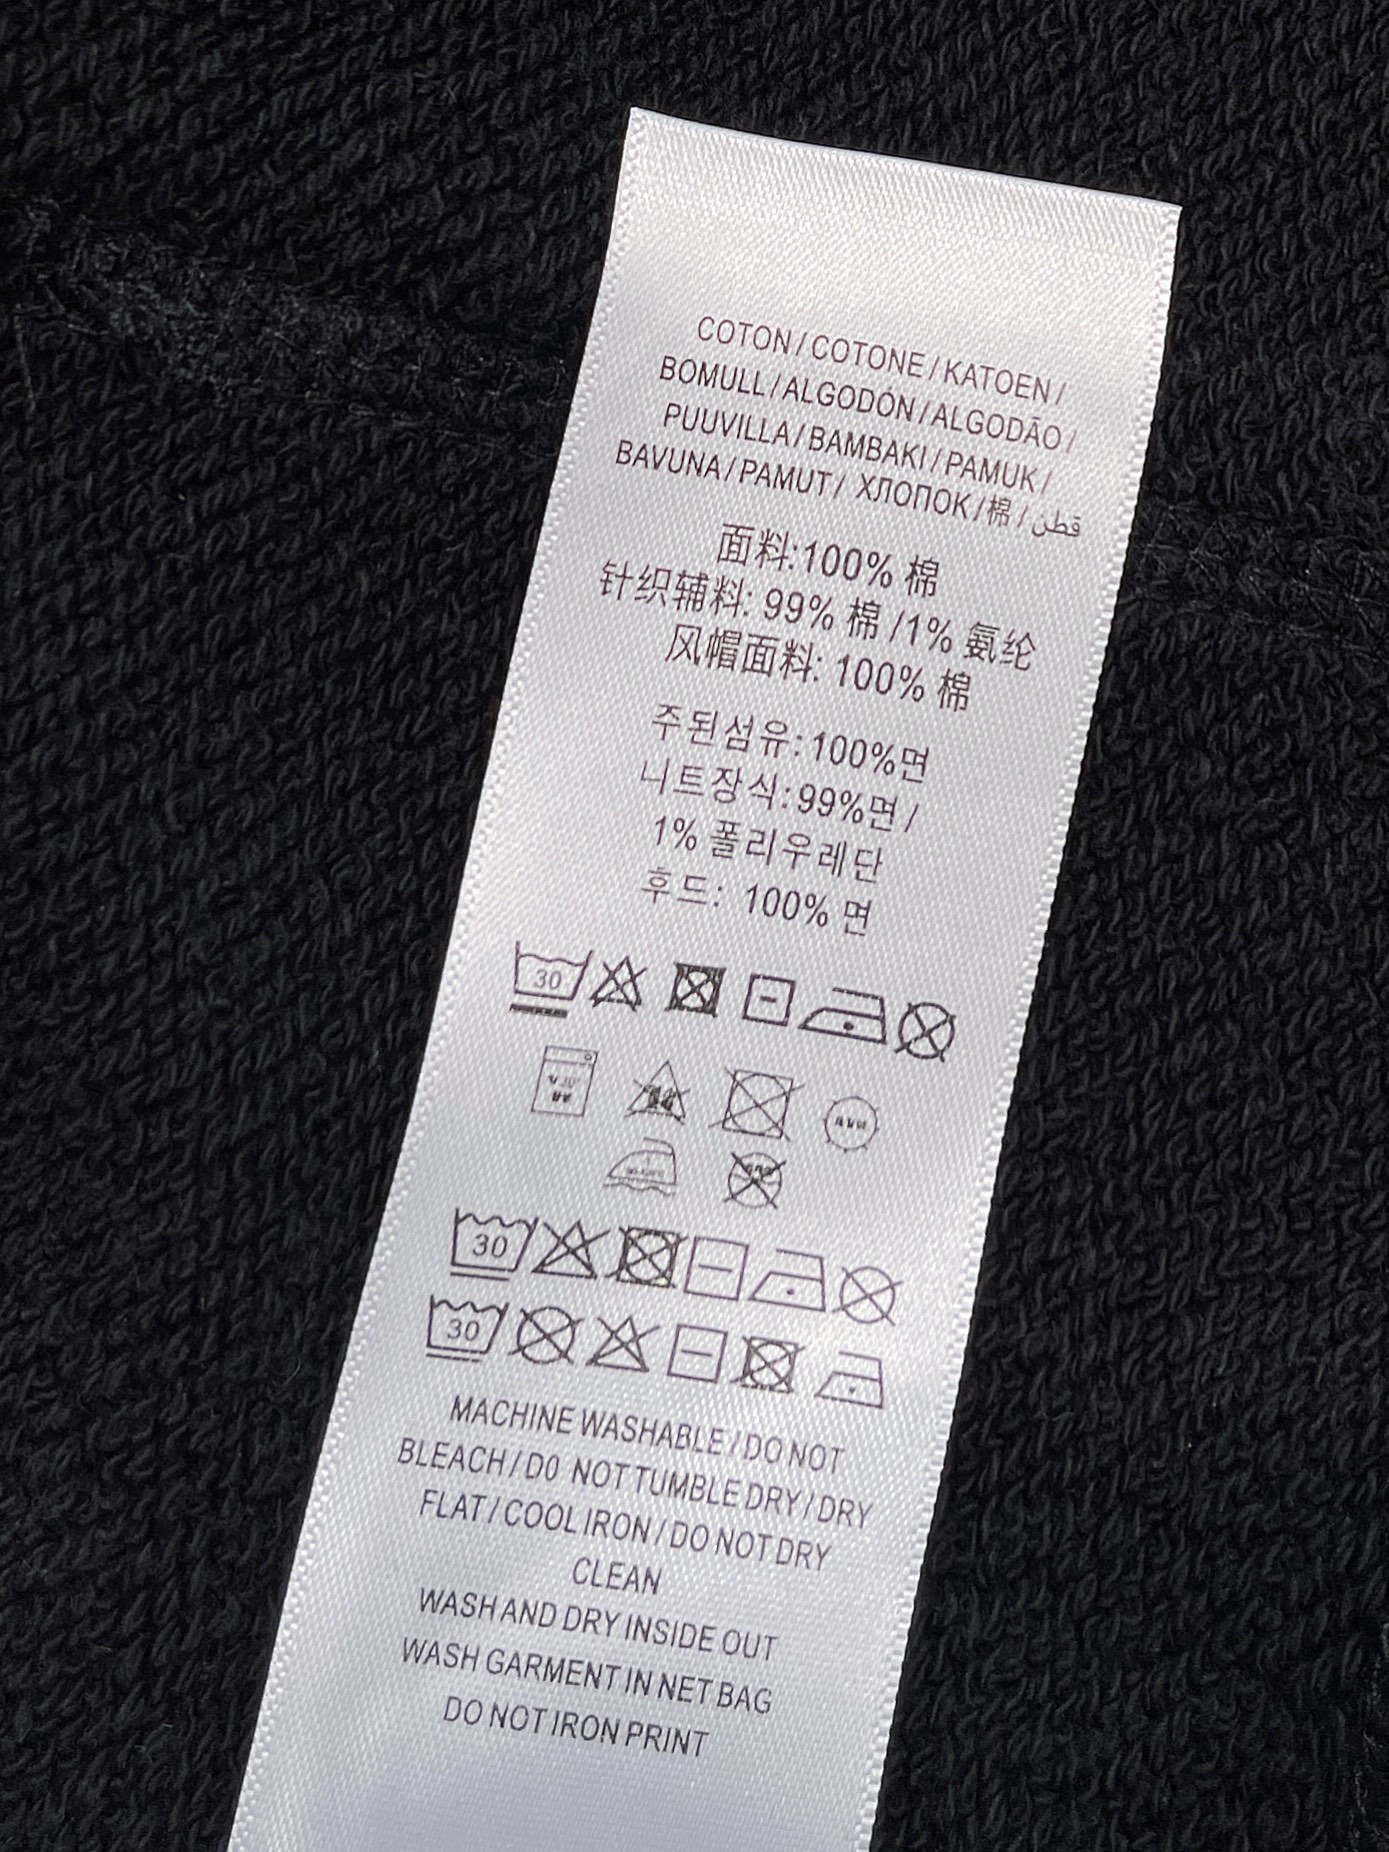 COTON / COTONE / KATOEN /
BOMULL / ALGODÓN / ALGODÃO /
PUUVILLA / BAMBAKI / PAMUK /
BAVUNA / PAMUT / ХЛОПОК / 棉 / قطن
面料:100% 棉
针织辅料: 99% 棉 /1% 氨纶
风帽面料: 100% 棉
주된섬유: 100%면
니트장식: 99%면 /
1% 폴리우레단
후드: 100% 면
30
30
30
MACHINE WASHABLE / DO NOT
BLEACH / D0 NOT TUMBLE DRY / DRY
FLAT / COOL IRON / DO NOT DRY
CLEAN
WASH AND DRY INSIDE OUT
WASH GARMENT IN NET BAG
DO NOT IRON PRINT